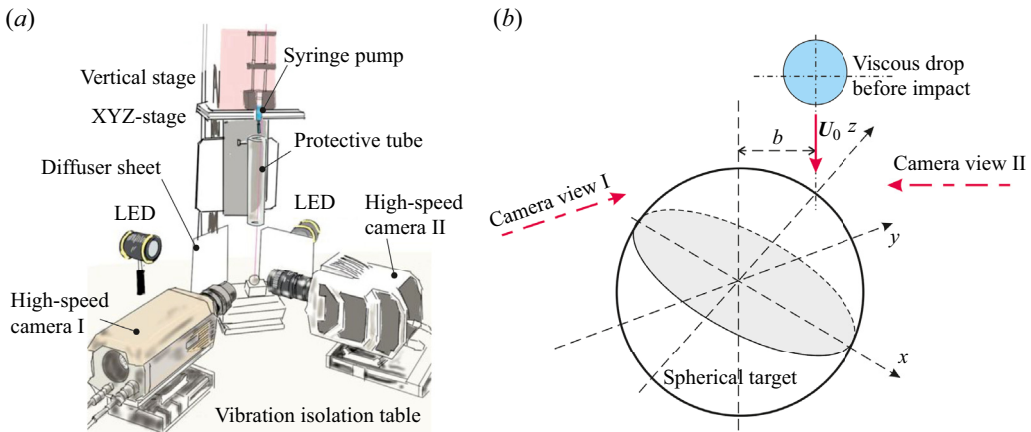 (a)
Vertical stage
XYZ-stage
Syringe pump
Protective tube
Diffuser sheet
LED
LED
High-speed
camera II
High-speed
camera I
Vibration isolation table
(b)
Viscous drop
before impact
b
U0
z
Camera view I
Camera view II
y
x
Spherical target